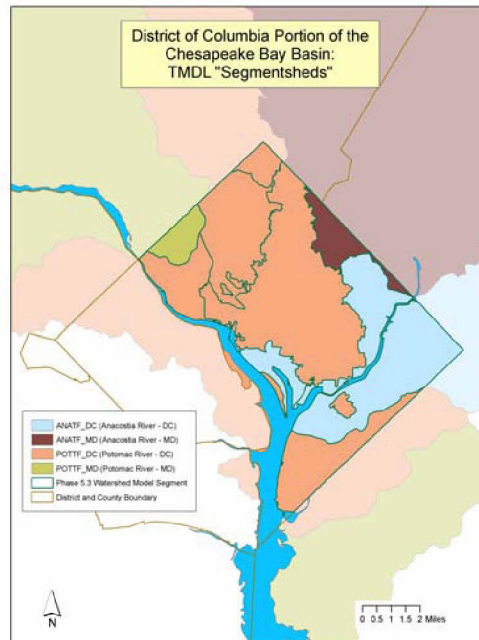 District of Columbia Portion of the
Chesapeake Bay Basin:
TMDL "Segmentsheds"
ANATF_DC (Anacostia River - DC)
ANATF_MD (Anacostia River - MD)
POTTF_DC (Potomac River - DC)
POTTF_MD (Potomac River - MD)
Phase 5.3 Watershed Model Segment
District and County Boundary
N
0 0.5 1 1.5 2
Miles